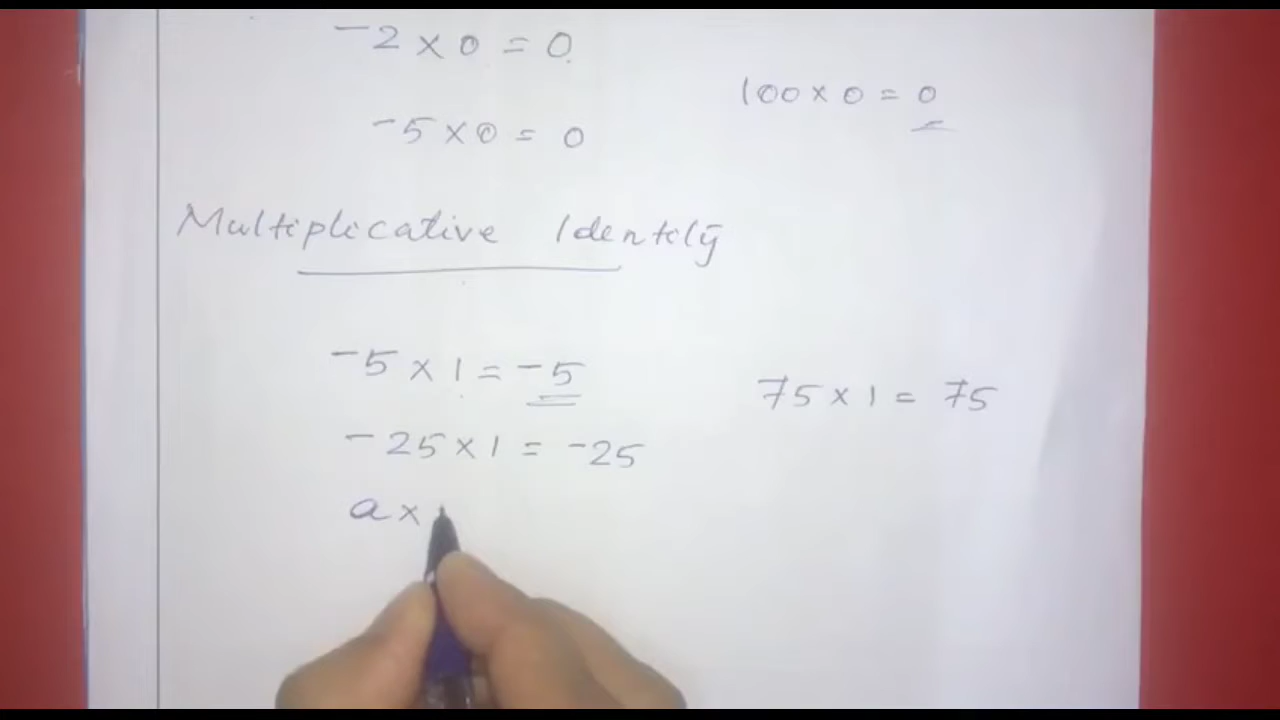 -2 × 0 = 0
100 × 0 = 0
-5 × 0 = 0
Multiplicative Identity
-5 × 1 = -5
75 × 1 = 75
-25 × 1 = -25
a ×